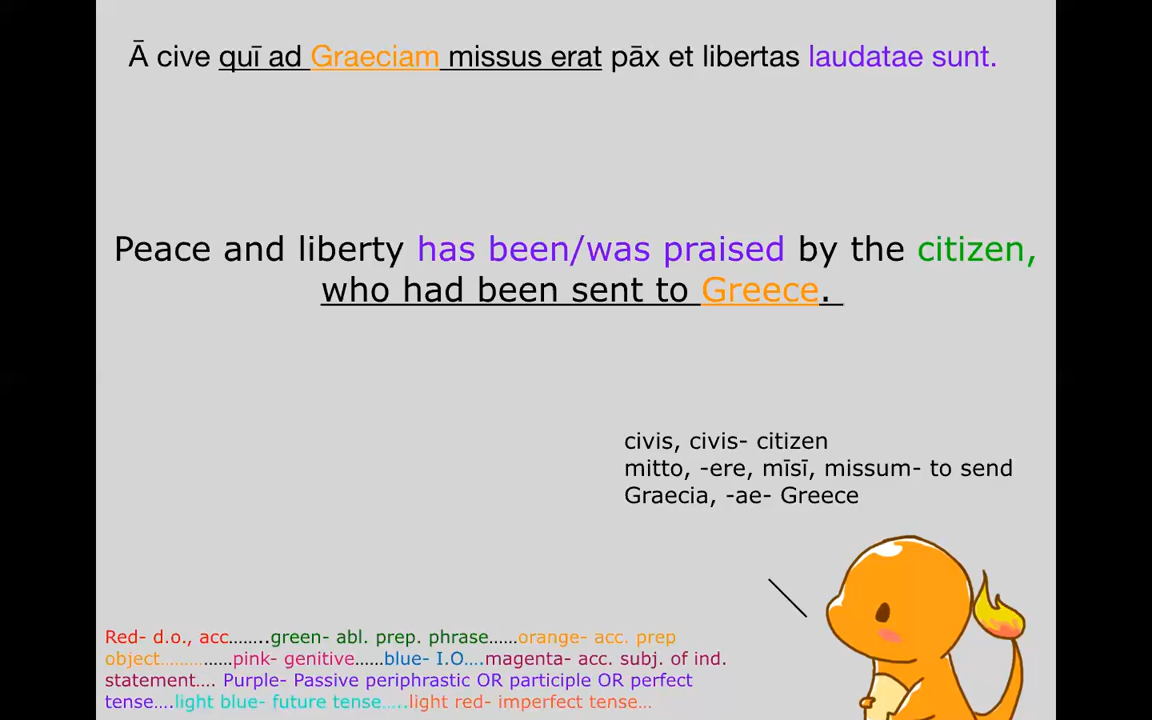 Ā cive quī ad Graeciam missus erat pāx et libertas laudatae sunt.
Peace and liberty has been/was praised by the citizen,
who had been sent to Greece.
civis, civis- citizen
mitto, -ere, mīsī, missum- to send
Graecia, -ae- Greece
Red- d.o., acc……..green- abl. prep. phrase……orange- acc. prep
object……………pink- genitive……blue- I.O….magenta- acc. subj. of ind.
statement…. Purple- Passive periphrastic OR participle OR perfect
tense….light blue- future tense…..light red- imperfect tense…